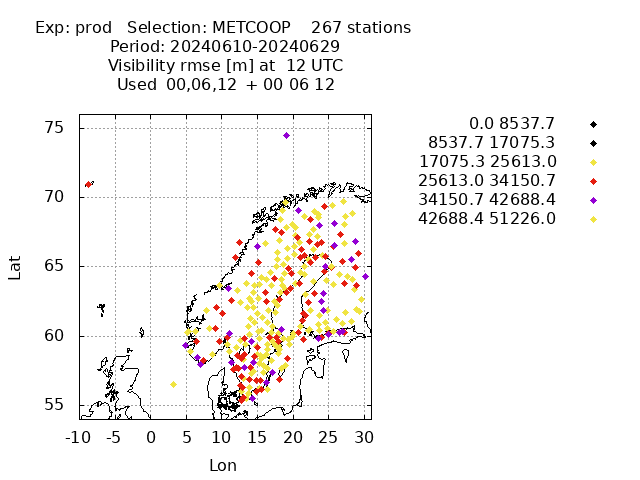 Exp: prod   Selection: METCOOP    267 stations
Period: 20240610-20240629
Visibility rmse [m] at  12 UTC
Used  00,06,12  + 00 06 12
0.0 8537.7
8537.7 17075.3
17075.3 25613.0
25613.0 34150.7
34150.7 42688.4
42688.4 51226.0
75
70
65
60
55
Lat
-10 -5 0 5 10 15 20 25 30
Lon